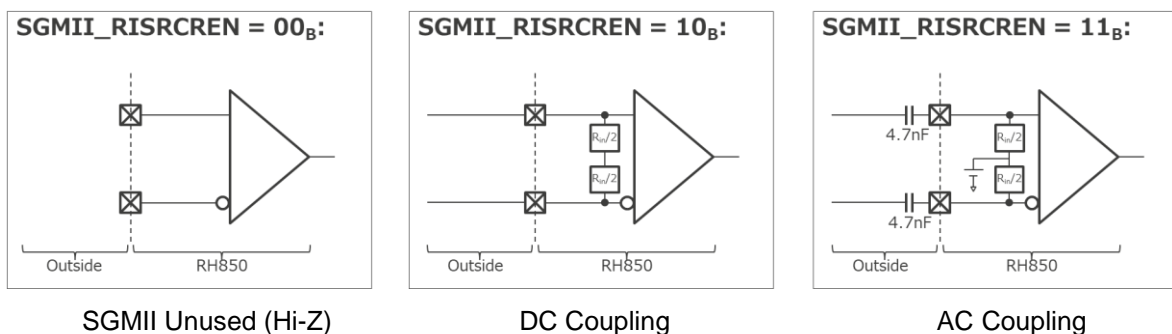 SGMII_RISRCREN = 00B:
Outside
RH850
SGMII Unused (Hi-Z)
SGMII_RISRCREN = 10B:
Rin/2
Rin/2
Outside
RH850
DC Coupling
SGMII_RISRCREN = 11B:
4.7nF
Rin/2
Rin/2
4.7nF
Outside
RH850
AC Coupling